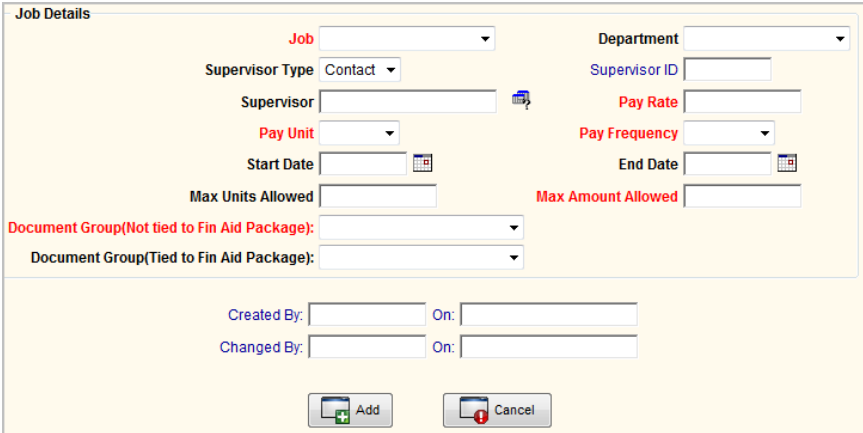 Job Details
Job Department
Supervisor Type Contact Supervisor ID
Supervisor Pay Rate
Pay Unit Pay Frequency
Start Date End Date
Max Units Allowed Max Amount Allowed
Document Group(Not tied to Fin Aid Package):
Document Group(Tied to Fin Aid Package):
Created By: On:
Changed By: On:
Add Cancel